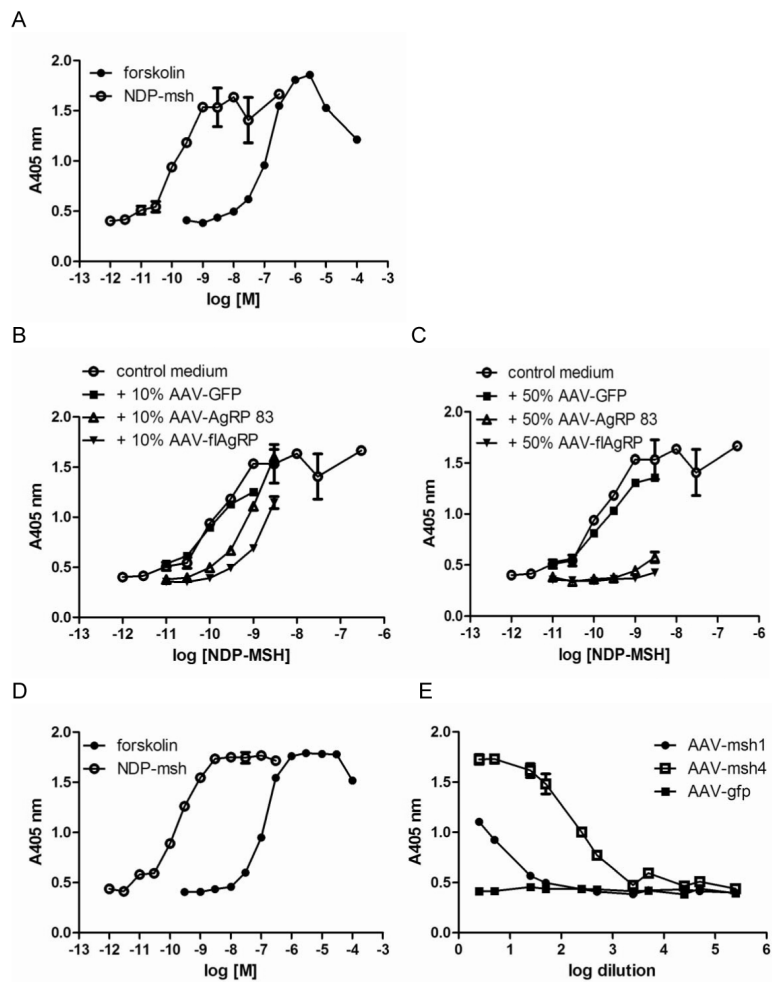 A
forskolin
NDP-msh
2.0
1.5
1.0
0.5
0.0
A405 nm
-13 -12 -11 -10 -9 -8 -7 -6 -5 -4 -3
log [M]
B
control medium
+ 10% AAV-GFP
+ 10% AAV-AgRP 83
+ 10% AAV-flAgRP
2.0
1.5
1.0
0.5
0.0
A405 nm
-13 -12 -11 -10 -9 -8 -7 -6
log [NDP-MSH]
C
control medium
+ 50% AAV-GFP
+ 50% AAV-AgRP 83
+ 50% AAV-flAgRP
2.0
1.5
1.0
0.5
0.0
A405 nm
-13 -12 -11 -10 -9 -8 -7 -6
log [NDP-MSH]
D
forskolin
NDP-msh
2.0
1.5
1.0
0.5
0.0
A405 nm
-13 -12 -11 -10 -9 -8 -7 -6 -5 -4 -3
log [M]
E
AAV-msh1
AAV-msh4
AAV-gfp
2.0
1.5
1.0
0.5
0.0
A405 nm
0 1 2 3 4 5 6
log dilution